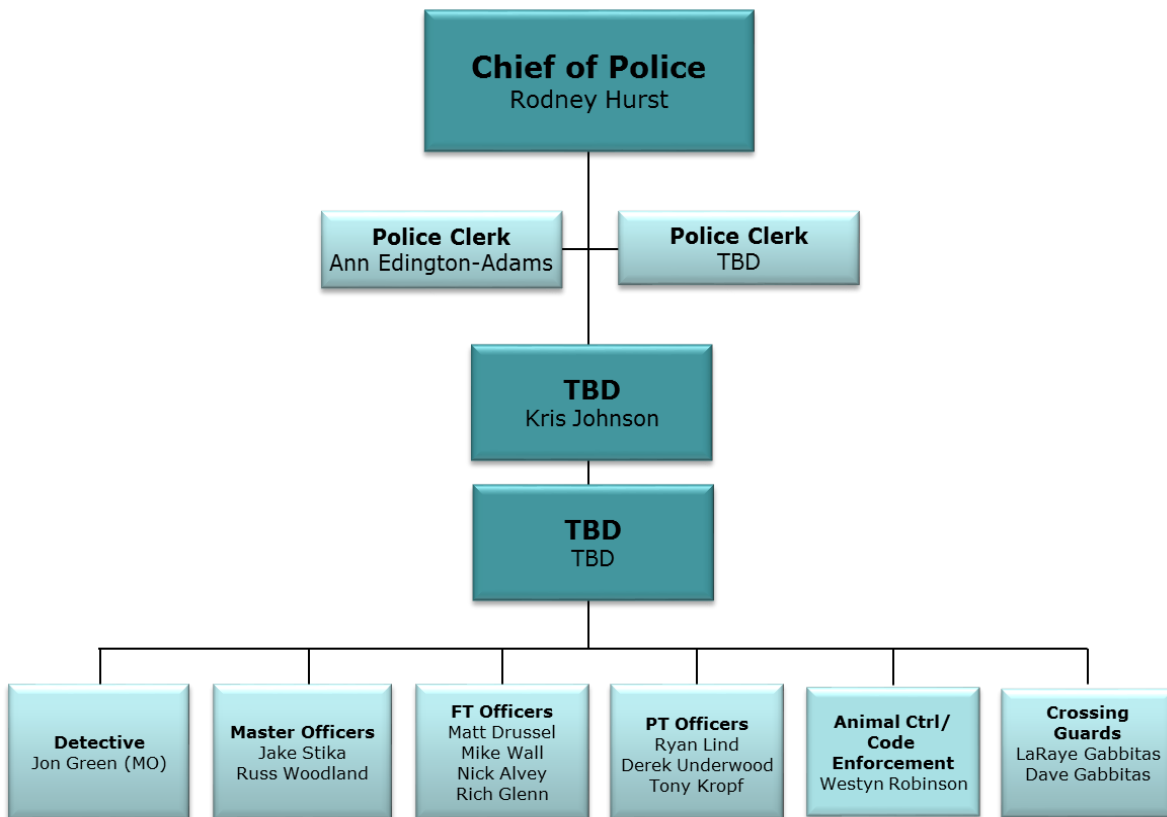 Chief of Police
Rodney Hurst
Police Clerk
Ann Edington-Adams
Police Clerk
TBD
TBD
Kris Johnson
TBD
TBD
Detective
Jon Green (MO)
Master Officers
Jake Stika
Russ Woodland
FT Officers
Matt Drussel
Mike Wall
Nick Alvey
Rich Glenn
PT Officers
Ryan Lind
Derek Underwood
Tony Kropf
Animal Ctrl/
Code
Enforcement
Westyn Robinson
Crossing
Guards
LaRaye Gabbitas
Dave Gabbitas